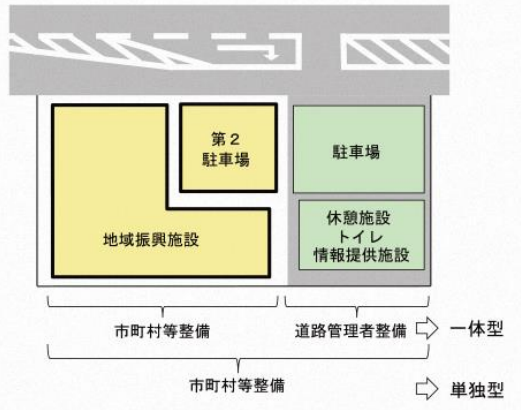 第２
駐車場
駐車場
地域振興施設
休憩施設
トイレ
情報提供施設
市町村等整備
道路管理者整備
一体型
市町村等整備
単独型